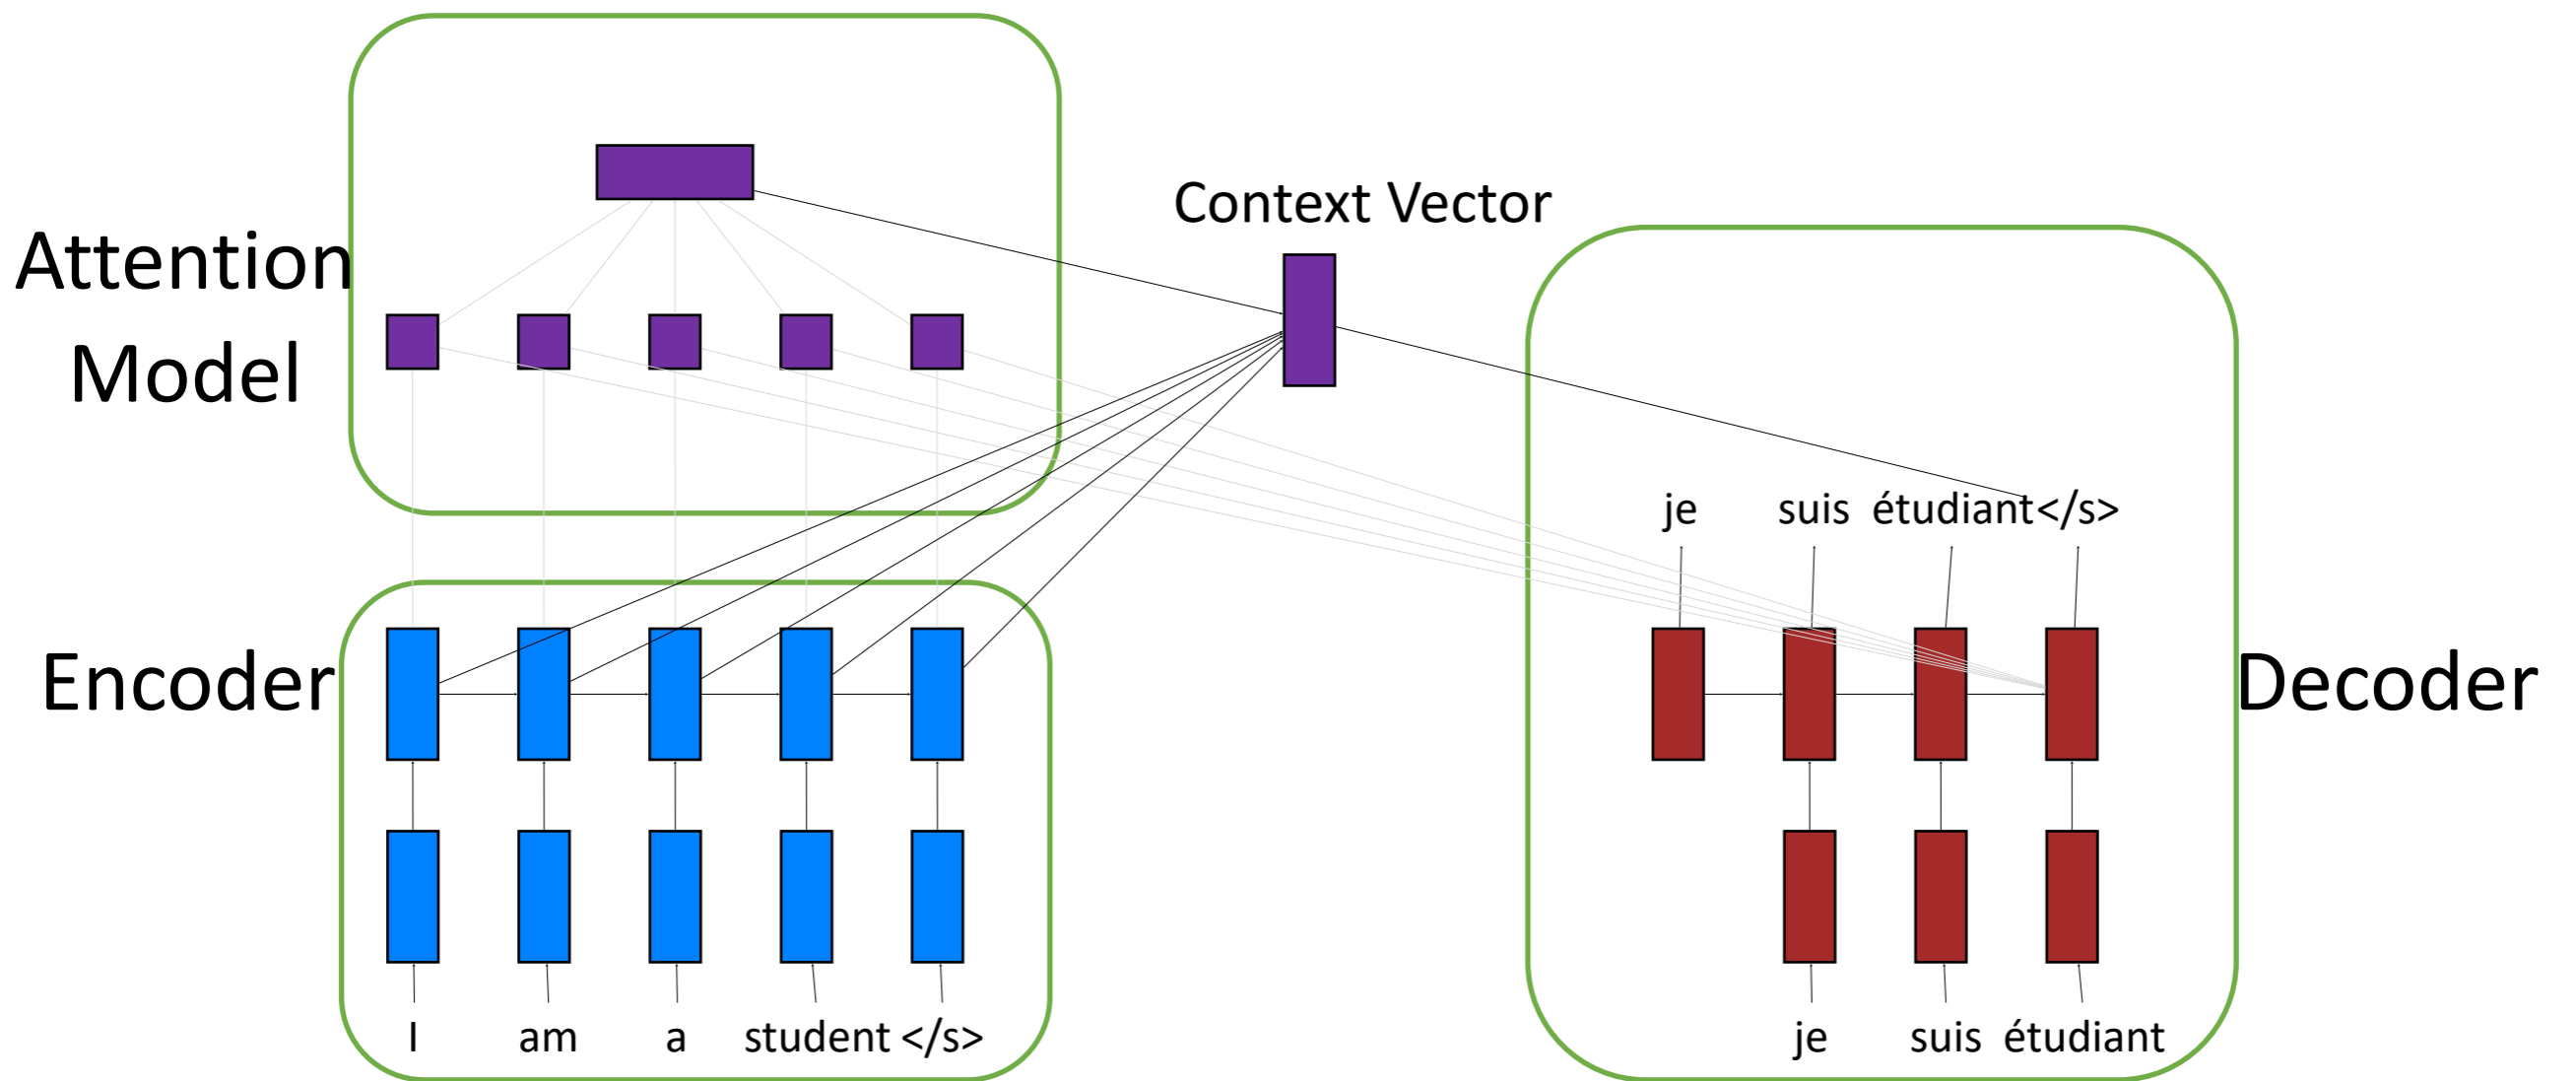 Attention
Model
Context Vector
je suis étudiant</s>
Encoder
Decoder
I am a student </s>
je suis étudiant